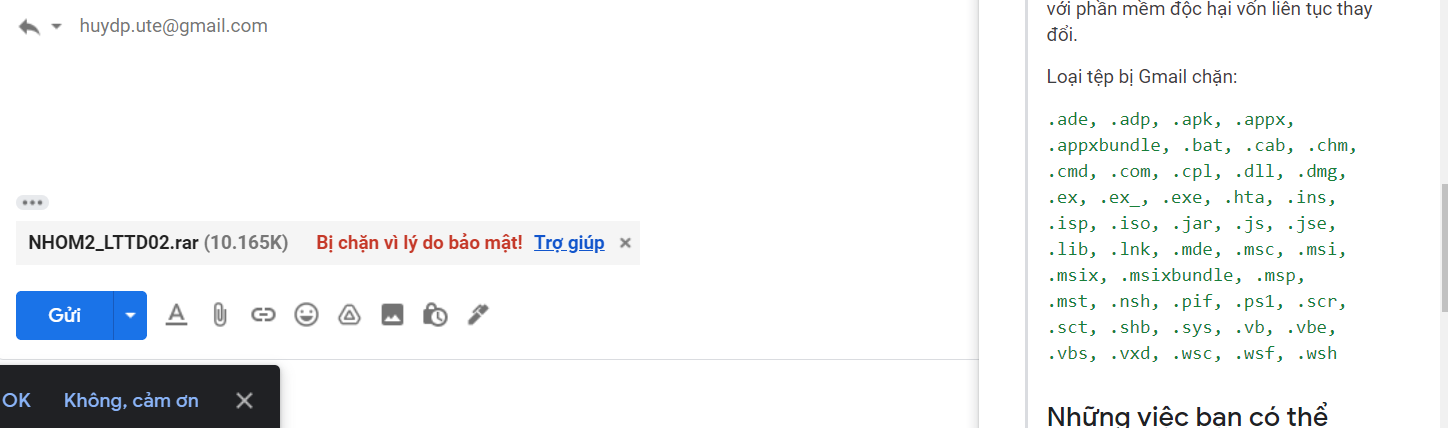 huydp.ute@gmail.com
NHOM2_LTTD02.rar (10.165K) Bị chặn vì lý do bảo mật! Trợ giúp
Gửi
OK Không, cảm ơn
với phần mềm độc hại vốn liên tục thay
đổi.
Loại tệp bị Gmail chặn:
.ade, .adp, .apk, .appx,
.appxbundle, .bat, .cab, .chm,
.cmd, .com, .cpl, .dll, .dmg,
.ex, .ex_, .exe, .hta, .ins,
.isp, .iso, .jar, .js, .jse,
.lib, .lnk, .mde, .msc, .msi,
.msix, .msixbundle, .msp,
.mst, .nsh, .pif, .ps1, .scr,
.sct, .shb, .sys, .vb, .vbe,
.vbs, .vxd, .wsc, .wsf, .wsh
Những việc bạn có thể